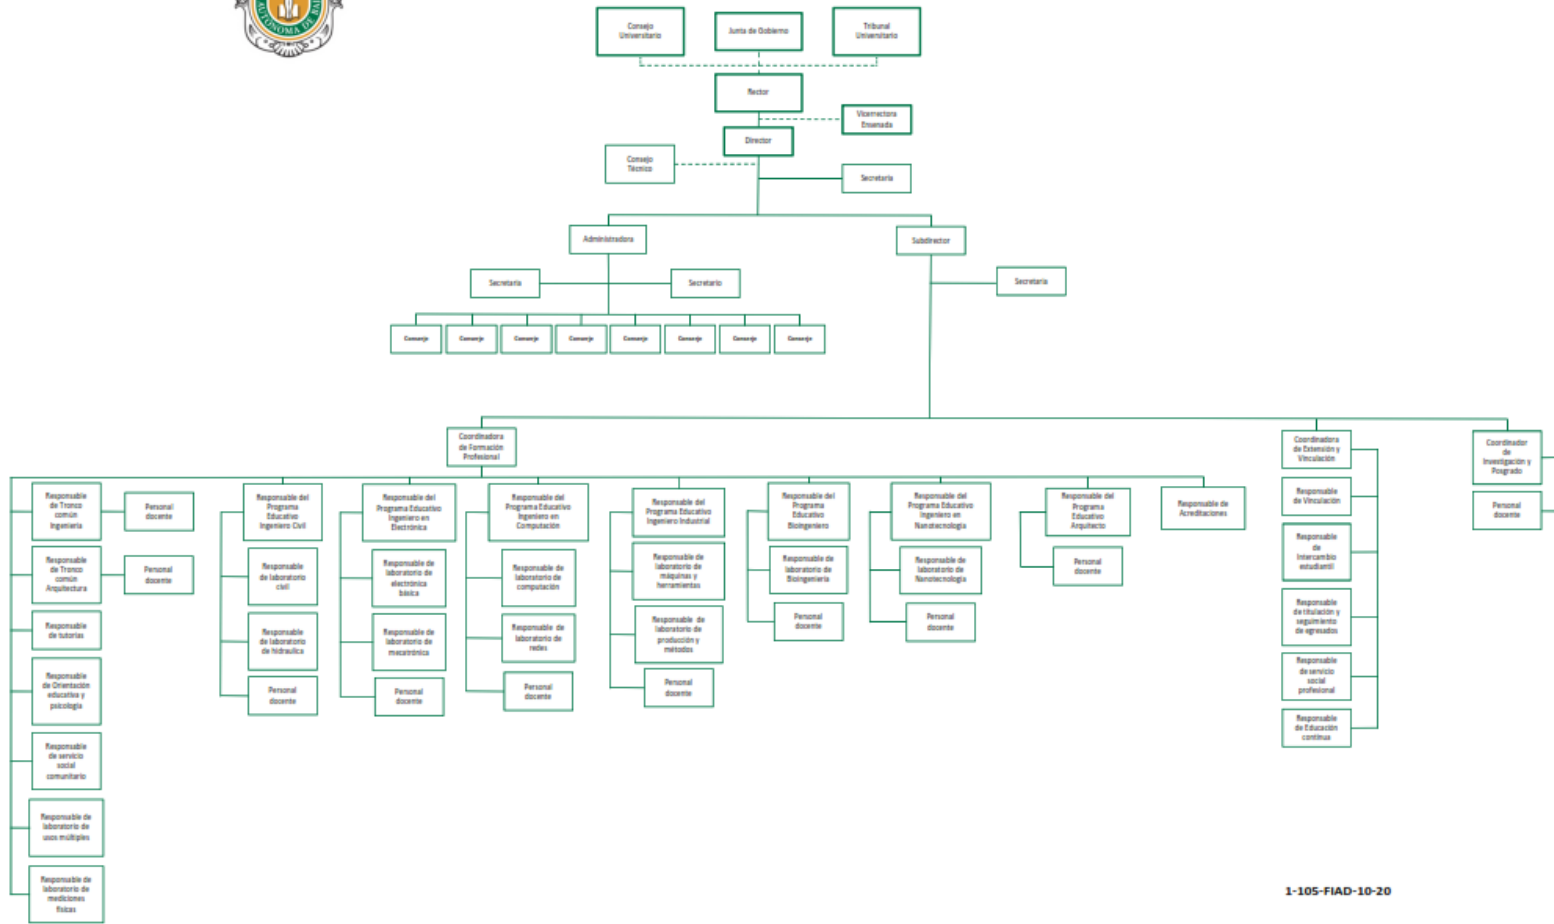 AUTÓNOMA DE BAJ
Consejo
Universitario
Junta de Gobierno
Tribunal
Universitario
Rector
Vicerrectora
Ensenada
Director
Consejo
Técnico
Secretaria
Administradora
Subdirector
Secretaria
Secretario
Secretaria
Conserje
Conserje
Conserje
Conserje
Conserje
Conserje
Conserje
Conserje
Coordinadora
de Formación
Profesional
Coordinadora
de Extensión y
Vinculación
Coordinador
de
Investigación y
Posgrado
Responsable
de Tronco
común
Ingeniería
Personal
docente
Responsable
de Tronco
común
Arquitectura
Personal
docente
Responsable
de tutorías
Responsable
de Orientación
educativa y
psicología
Responsable
de servicio
social
comunitario
Responsable de
laboratorio de
usos múltiples
Responsable de
laboratorio de
mediciones
físicas
Responsable del
Programa
Educativo
Ingeniero Civil
Responsable
de laboratorio
civil
Responsable
de laboratorio
de hidraulica
Personal
docente
Responsable del
Programa Educativo
Ingeniero en
Electrónica
Responsable de
laboratorio de
electrónica
básica
Responsable de
laboratorio de
mecatrónica
Personal
docente
Responsable del
Programa Educativo
Ingeniero en
Computación
Responsable de
laboratorio de
computación
Responsable de
laboratorio de
redes
Personal
docente
Responsable del
Programa Educativo
Ingeniero Industrial
Responsable de
laboratorio de
máquinas y
herramientas
Responsable de
laboratorio de
producción y
métodos
Personal
docente
Responsable del
Programa
Educativo
Bioingeniero
Responsable de
laboratorio de
Bioingeniería
Personal
docente
Responsable del
Programa Educativo
Ingeniero en
Nanotecnología
Responsable de
laboratorio de
Nanotecnología
Personal
docente
Responsable del
Programa
Educativo
Arquitecto
Personal
docente
Responsable de
Acreditaciones
Responsable
de Vinculación
Responsable
de
Intercambio
estudiantil
Responsable
de titulación y
seguimiento
de egresados
Responsable
de servicio
social
profesional
Responsable
de Educación
continua
Personal
docente
1-105-FIAD-10-20